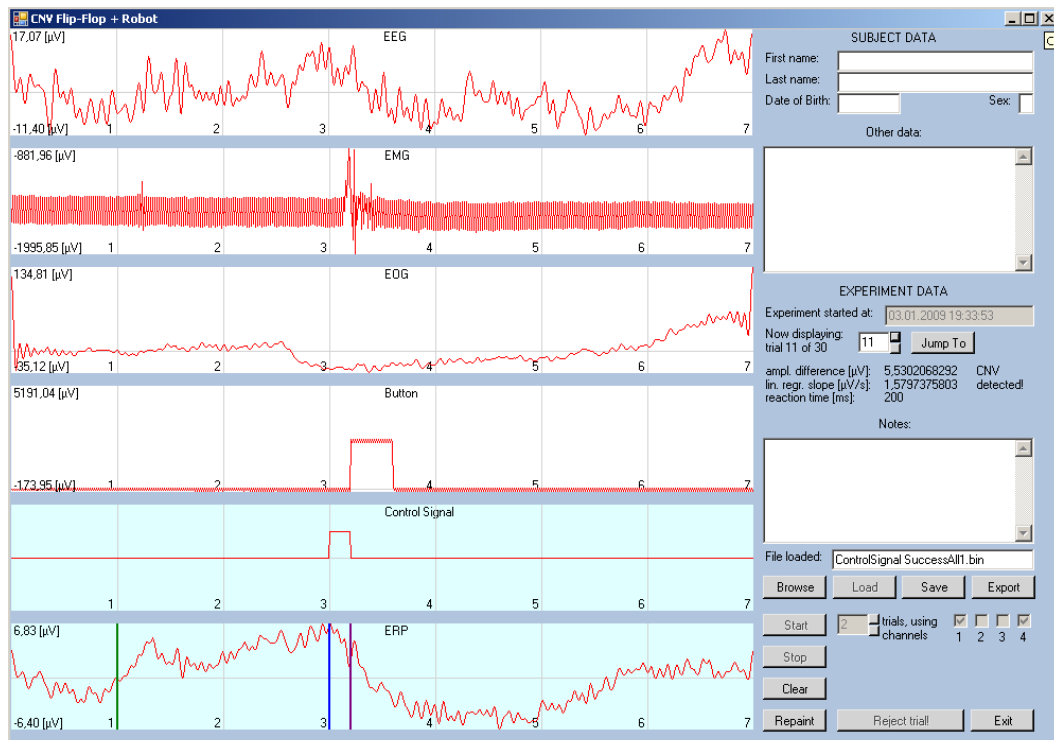 CNV Flip-Flop + Robot
17,07 [µV]
EEG
-11,40 [µV] 1 2 3 4 5 6 7
-881,96 [µV]
EMG
-1995,85 [µV] 1 2 3 4 5 6 7
134,81 [µV]
EOG
-35,12 [µV] 1 2 3 4 5 6 7
5191,04 [µV]
Button
-173,95 [µV] 1 2 3 4 5 6 7
Control Signal
1 2 3 4 5 6 7
6,83 [µV]
ERP
-6,40 [µV] 1 2 3 4 5 6 7
SUBJECT DATA
First name:
Last name:
Date of Birth: Sex:
Other data:
EXPERIMENT DATA
Experiment started at: 03.01.2009 19:33:53
Now displaying:
trial 11 of 30 11 Jump To
ampl. difference [µV]: 5,5302068292 CNV
lin. regr. slope [µV/s]: 1,5797375803 detected!
reaction time [ms]: 200
Notes:
File loaded: ControlSignal SuccessAll1.bin
Browse Load Save Export
Start 2 trials, using
channels 1 2 3 4
Stop
Clear
Repaint Reject trial! Exit